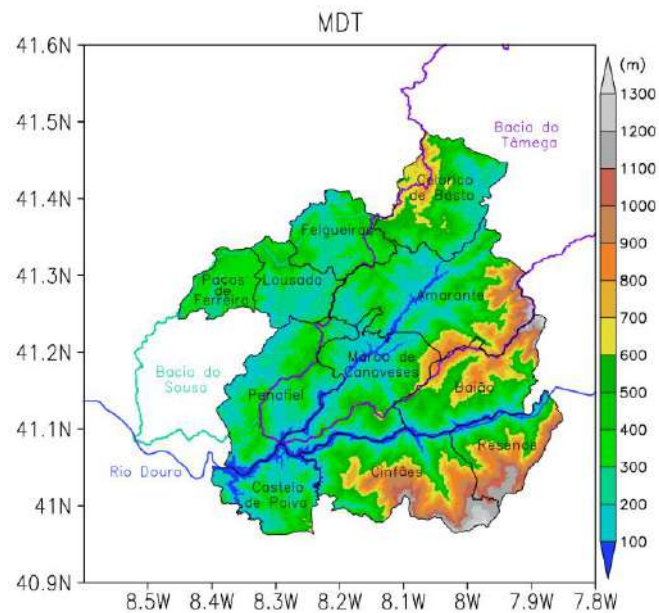 MDT
41.6N
41.5N
41.4N
41.3N
41.2N
41.1N
41N
40.9N
8.5W
8.4W
8.3W
8.2W
8.1W
8W
7.9W
7.8W
Bacia do
Tâmega
Celorico
de Basto
Felgueiras
Paços
de
Ferreira
Lousada
Amarante
Bacia do
Sousa
Marco de
Canaveses
Penafiel
Baião
Rio Douro
Resende
Cinfães
Castelo
de Paiva
(m)
1300
1200
1100
1000
900
800
700
600
500
400
300
200
100